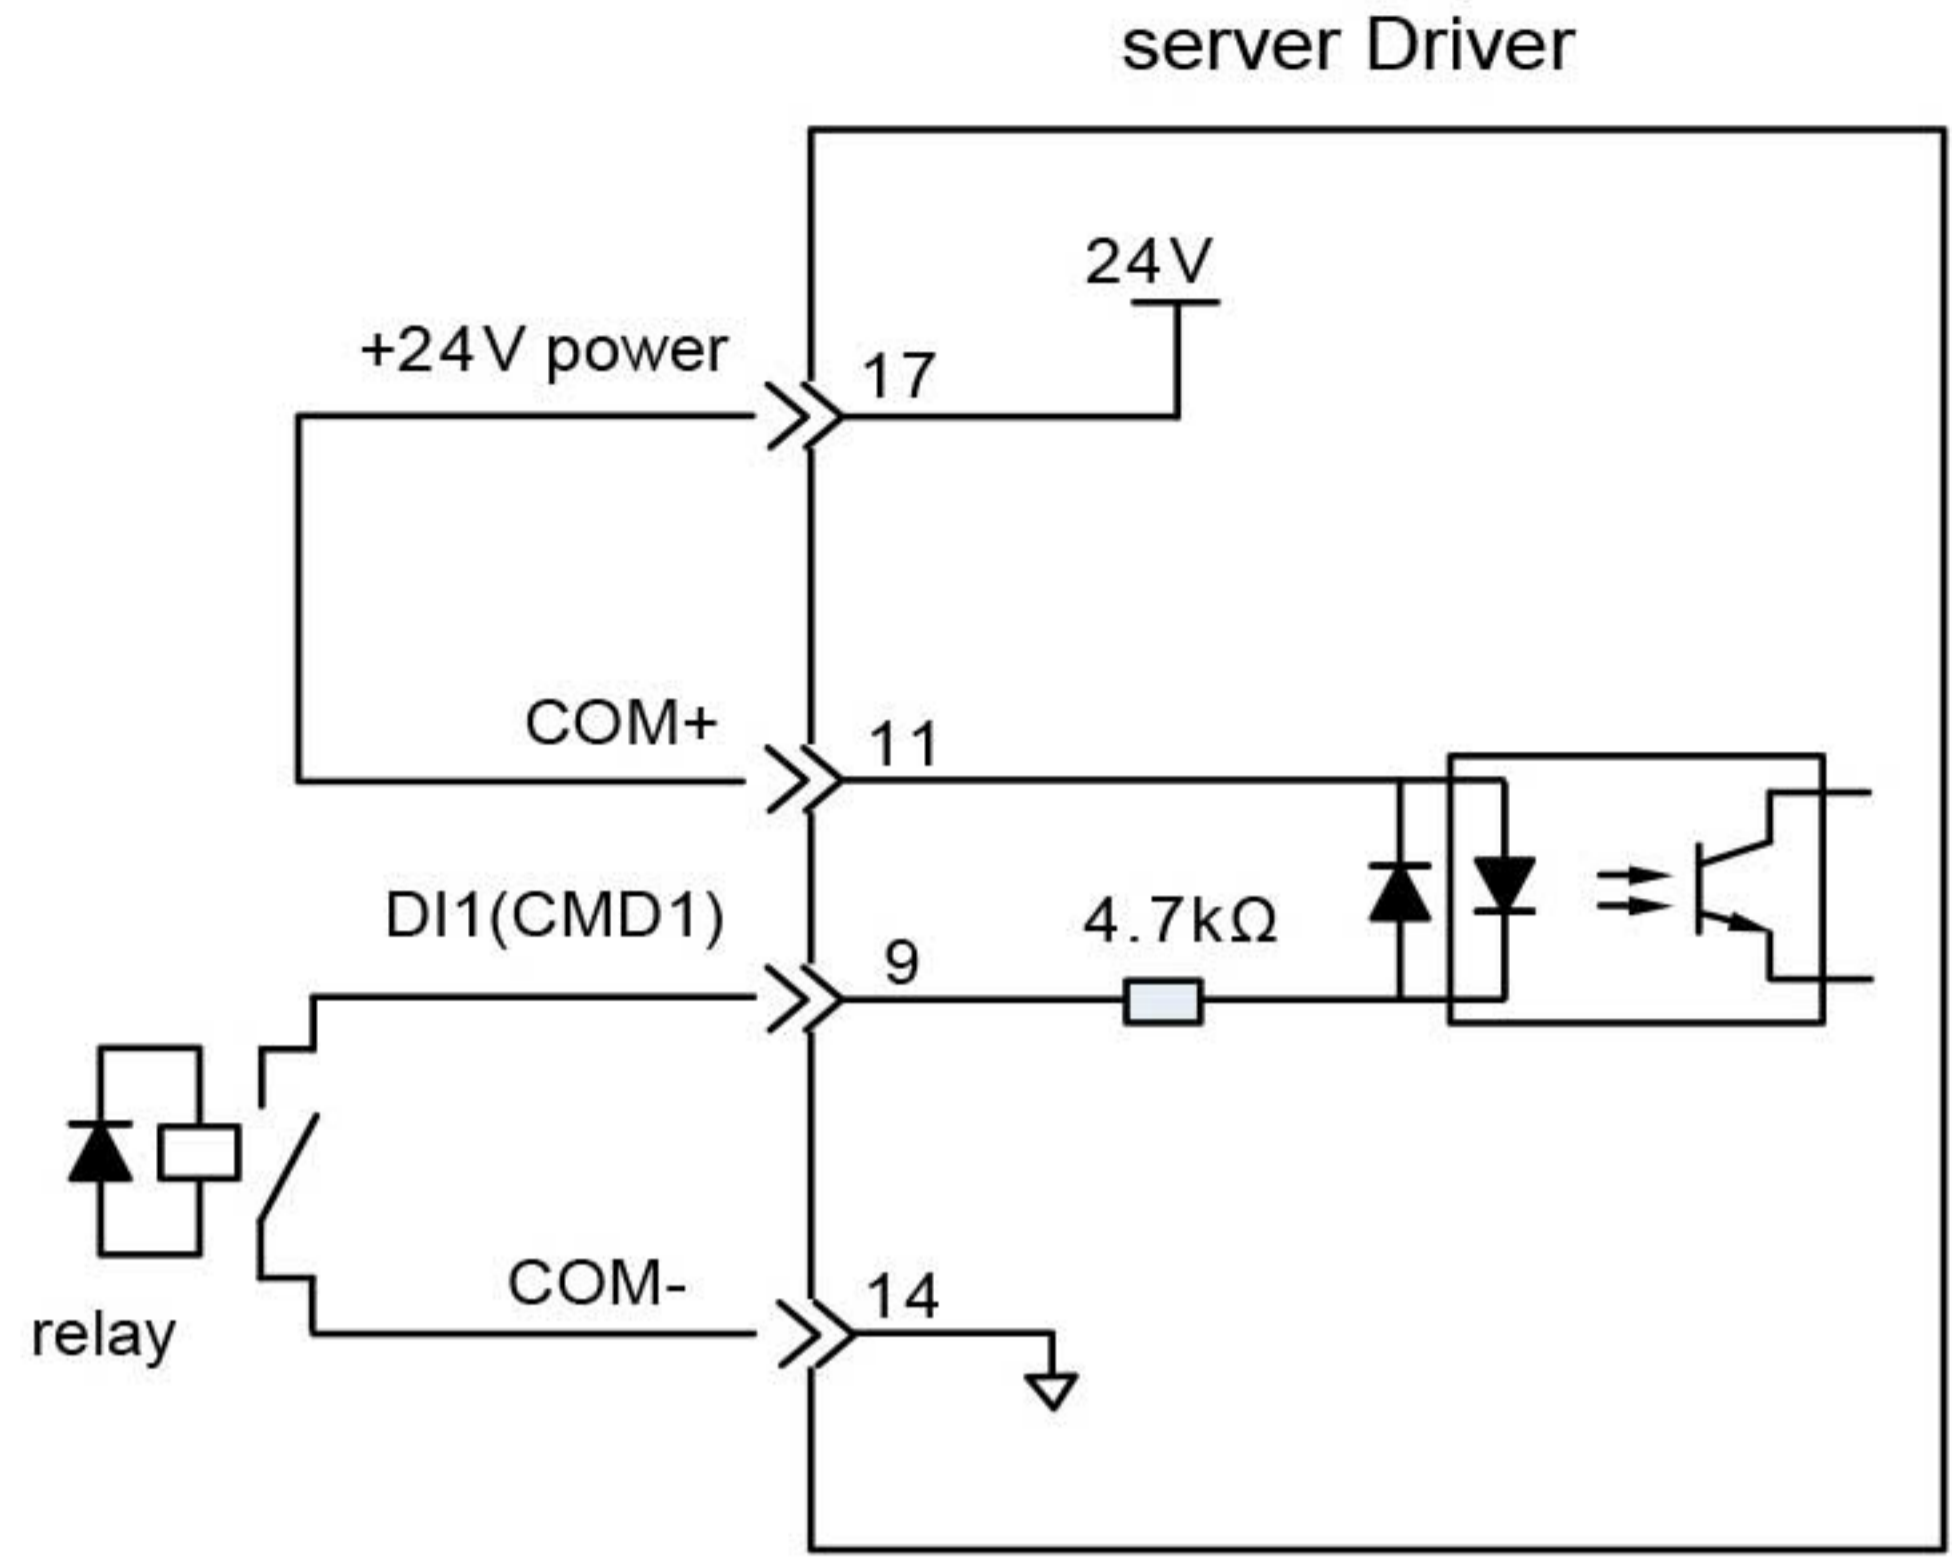 server Driver
24V
+24V power
17
COM+
11
DI1(CMD1)
9
4.7kΩ
COM-
14
relay